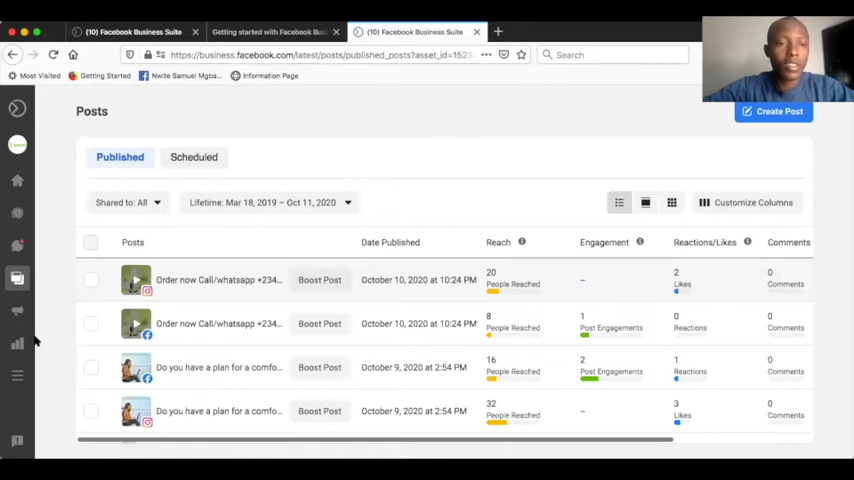 (10) Facebook Business Suite
Getting started with Facebook Busi
(10) Facebook Business Suite
https://business.facebook.com/latest/posts/published_posts?asset_id=152
Search
Most Visited
Getting Started
Nwite Samuel Mgba...
Information Page
Posts
Create Post
Published
Scheduled
Shared to: All
Lifetime: Mar 18, 2019 – Oct 11, 2020
Customize Columns
Posts
Date Published
Reach
Engagement
Reactions/Likes
Comments
Order now Call/whatsapp +234...
Boost Post
October 10, 2020 at 10:24 PM
20
People Reached
–
2
Likes
0
Comments
Order now Call/whatsapp +234...
Boost Post
October 10, 2020 at 10:24 PM
8
People Reached
1
Post Engagements
0
Reactions
0
Comments
Do you have a plan for a comfo...
Boost Post
October 9, 2020 at 2:54 PM
16
People Reached
2
Post Engagements
1
Reactions
0
Comments
Do you have a plan for a comfo...
Boost Post
October 9, 2020 at 2:54 PM
32
People Reached
–
3
Likes
0
Comments